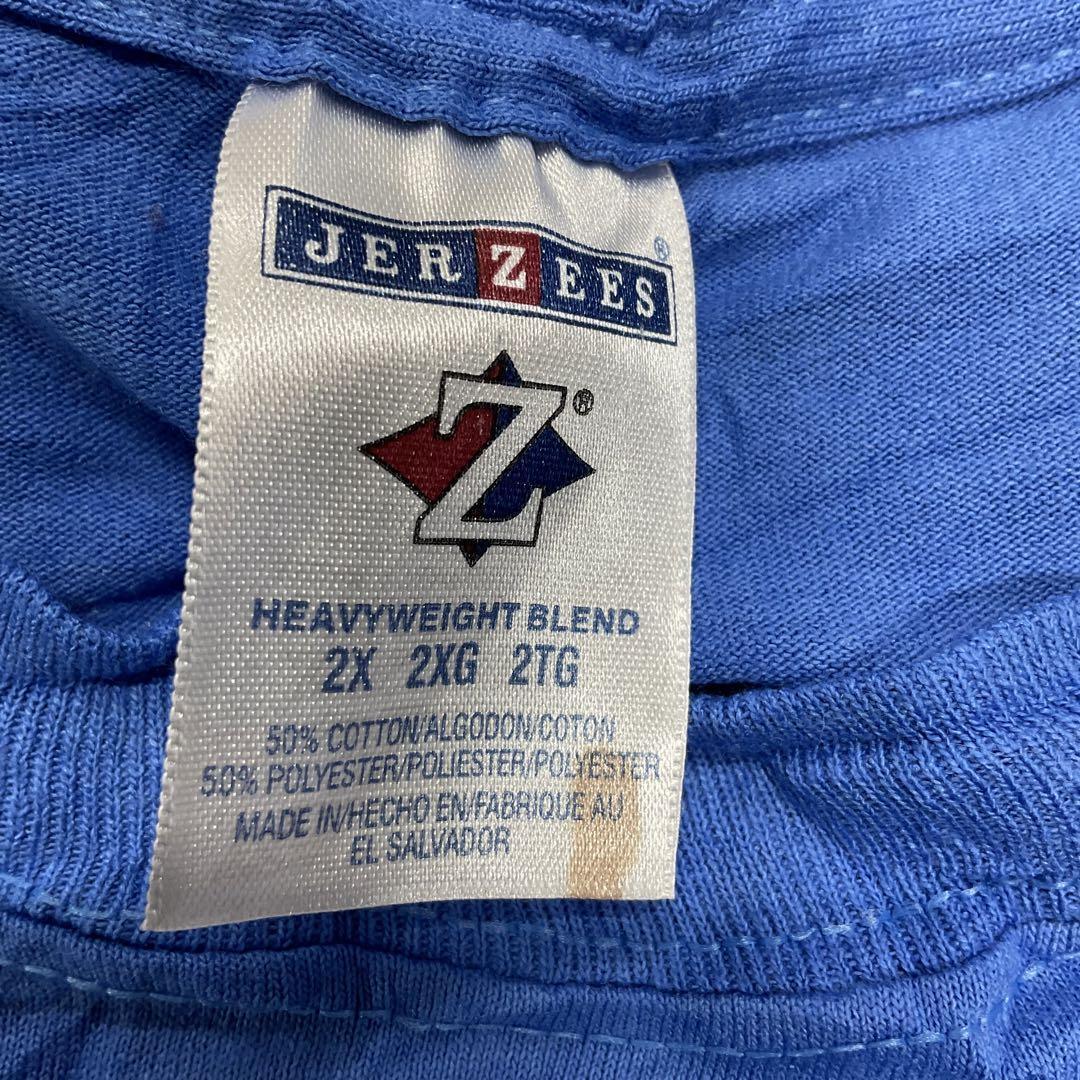 JERZEES®
Z®
HEAVYWEIGHT BLEND
2X 2XG 2TG
50% COTTON/ALGODON/COTON
50% POLYESTER/POLIESTER/POLYESTER
MADE IN/HECHO EN/FABRIQUE AU
EL SALVADOR